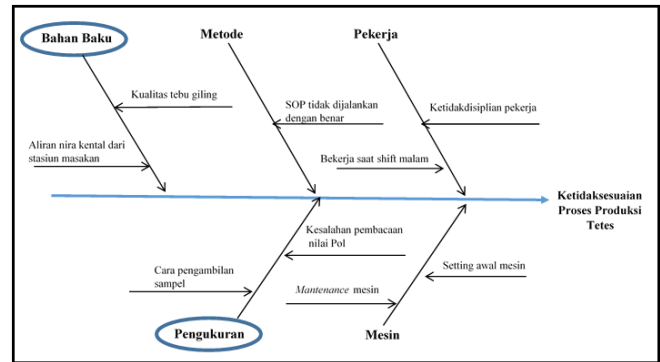 Bahan Baku
Metode
Pekerja
Kualitas tebu giling
SOP tidak dijalankan
dengan benar
Ketidakdisiplian pekerja
Aliran nira kental dari
stasiun masakan
Bekerja saat shift malam
Ketidaksesuaian
Proses Produksi
Tetes
Kesalahan pembacaan
nilai Pol
Cara pengambilan
sampel
Setting awal mesin
Mantenance mesin
Pengukuran
Mesin